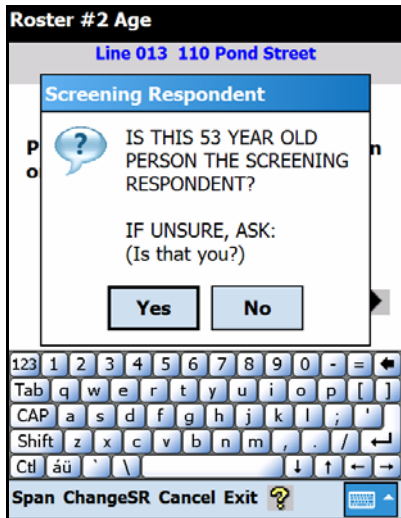 Roster #2 Age
Line 013 110 Pond Street
Screening Respondent
P n
o
? IS THIS 53 YEAR OLD
PERSON THE SCREENING
RESPONDENT?
IF UNSURE, ASK:
(Is that you?)
Yes No
123 1 2 3 4 5 6 7 8 9 0 - =
Tab q w e r t y u i o p [ ]
CAP a s d f g h j k l ; '
Shift z x c v b n m , . /
Ctl áü ` \ ↓ ↑ ← →
Span ChangeSR Cancel Exit ?